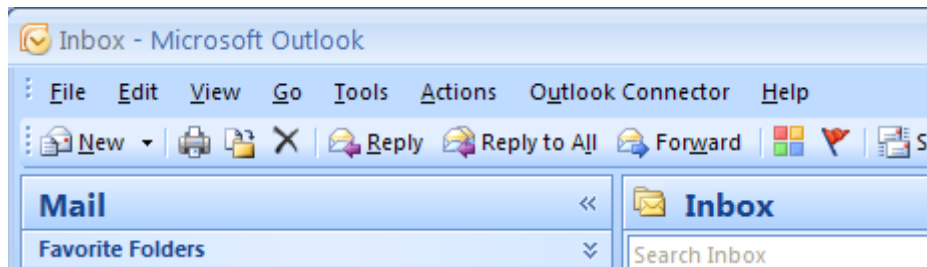 Inbox - Microsoft Outlook
File Edit View Go Tools Actions Outlook Connector Help
New Reply Reply to All Forward S
Mail Inbox
Favorite Folders Search Inbox